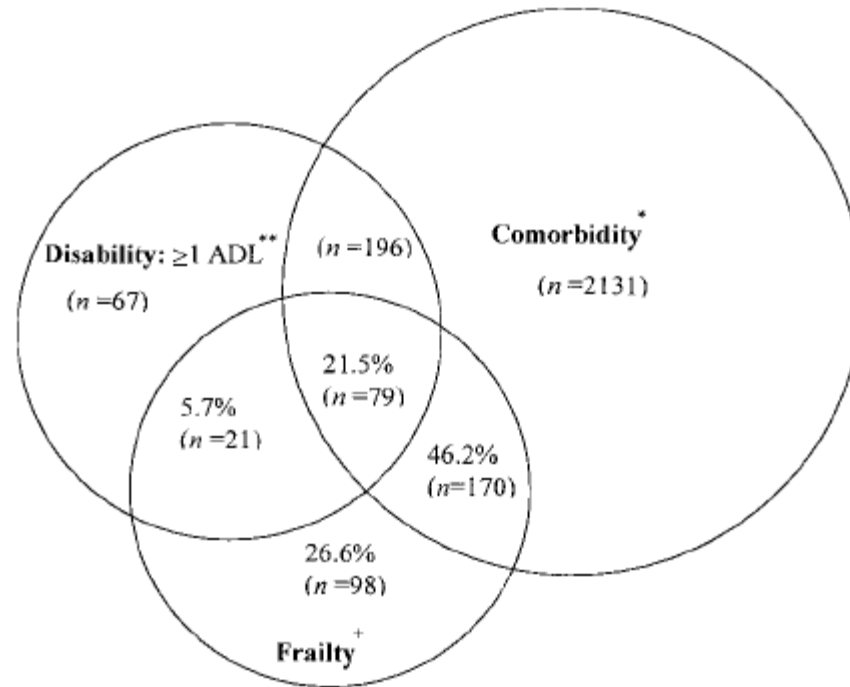 Disability: ≥1 ADL**
(n =67)
(n =196)
Comorbidity*
(n =2131)
21.5%
(n =79)
5.7%
(n =21)
46.2%
(n=170)
26.6%
(n =98)
Frailty+